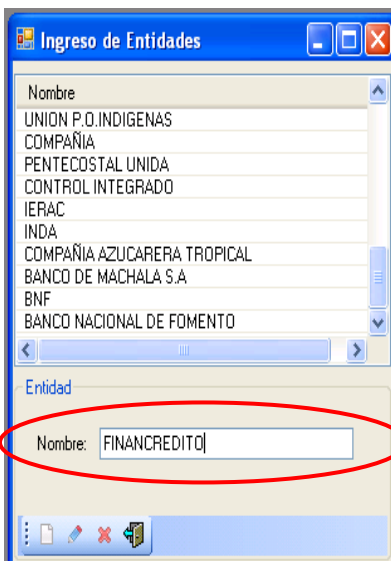 Ingreso de Entidades
Nombre
UNION P.O.INDIGENAS
COMPAÑIA
PENTECOSTAL UNIDA
CONTROL INTEGRADO
IERAC
INDA
COMPAÑIA AZUCARERA TROPICAL
BANCO DE MACHALA S.A
BNF
BANCO NACIONAL DE FOMENTO
Entidad
Nombre: FINANCREDITO